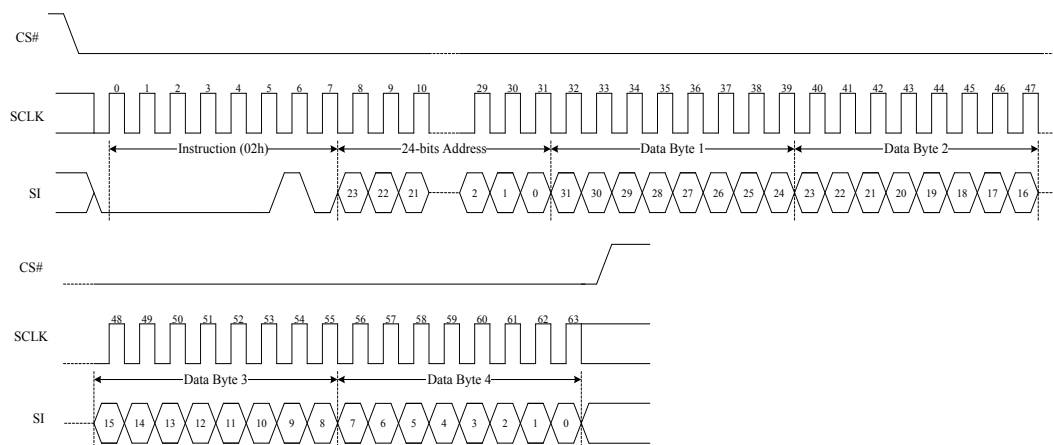 CS#
0 1 2 3 4 5 6 7 8 9 10 29 30 31 32 33 34 35 36 37 38 39 40 41 42 43 44 45 46 47
SCLK
Instruction (02h) 24-bits Address Data Byte 1 Data Byte 2
SI 23 22 21 2 1 0 31 30 29 28 27 26 25 24 23 22 21 20 19 18 17 16
CS#
48 49 50 51 52 53 54 55 56 57 58 59 60 61 62 63
SCLK
Data Byte 3 Data Byte 4
SI 15 14 13 12 11 10 9 8 7 6 5 4 3 2 1 0